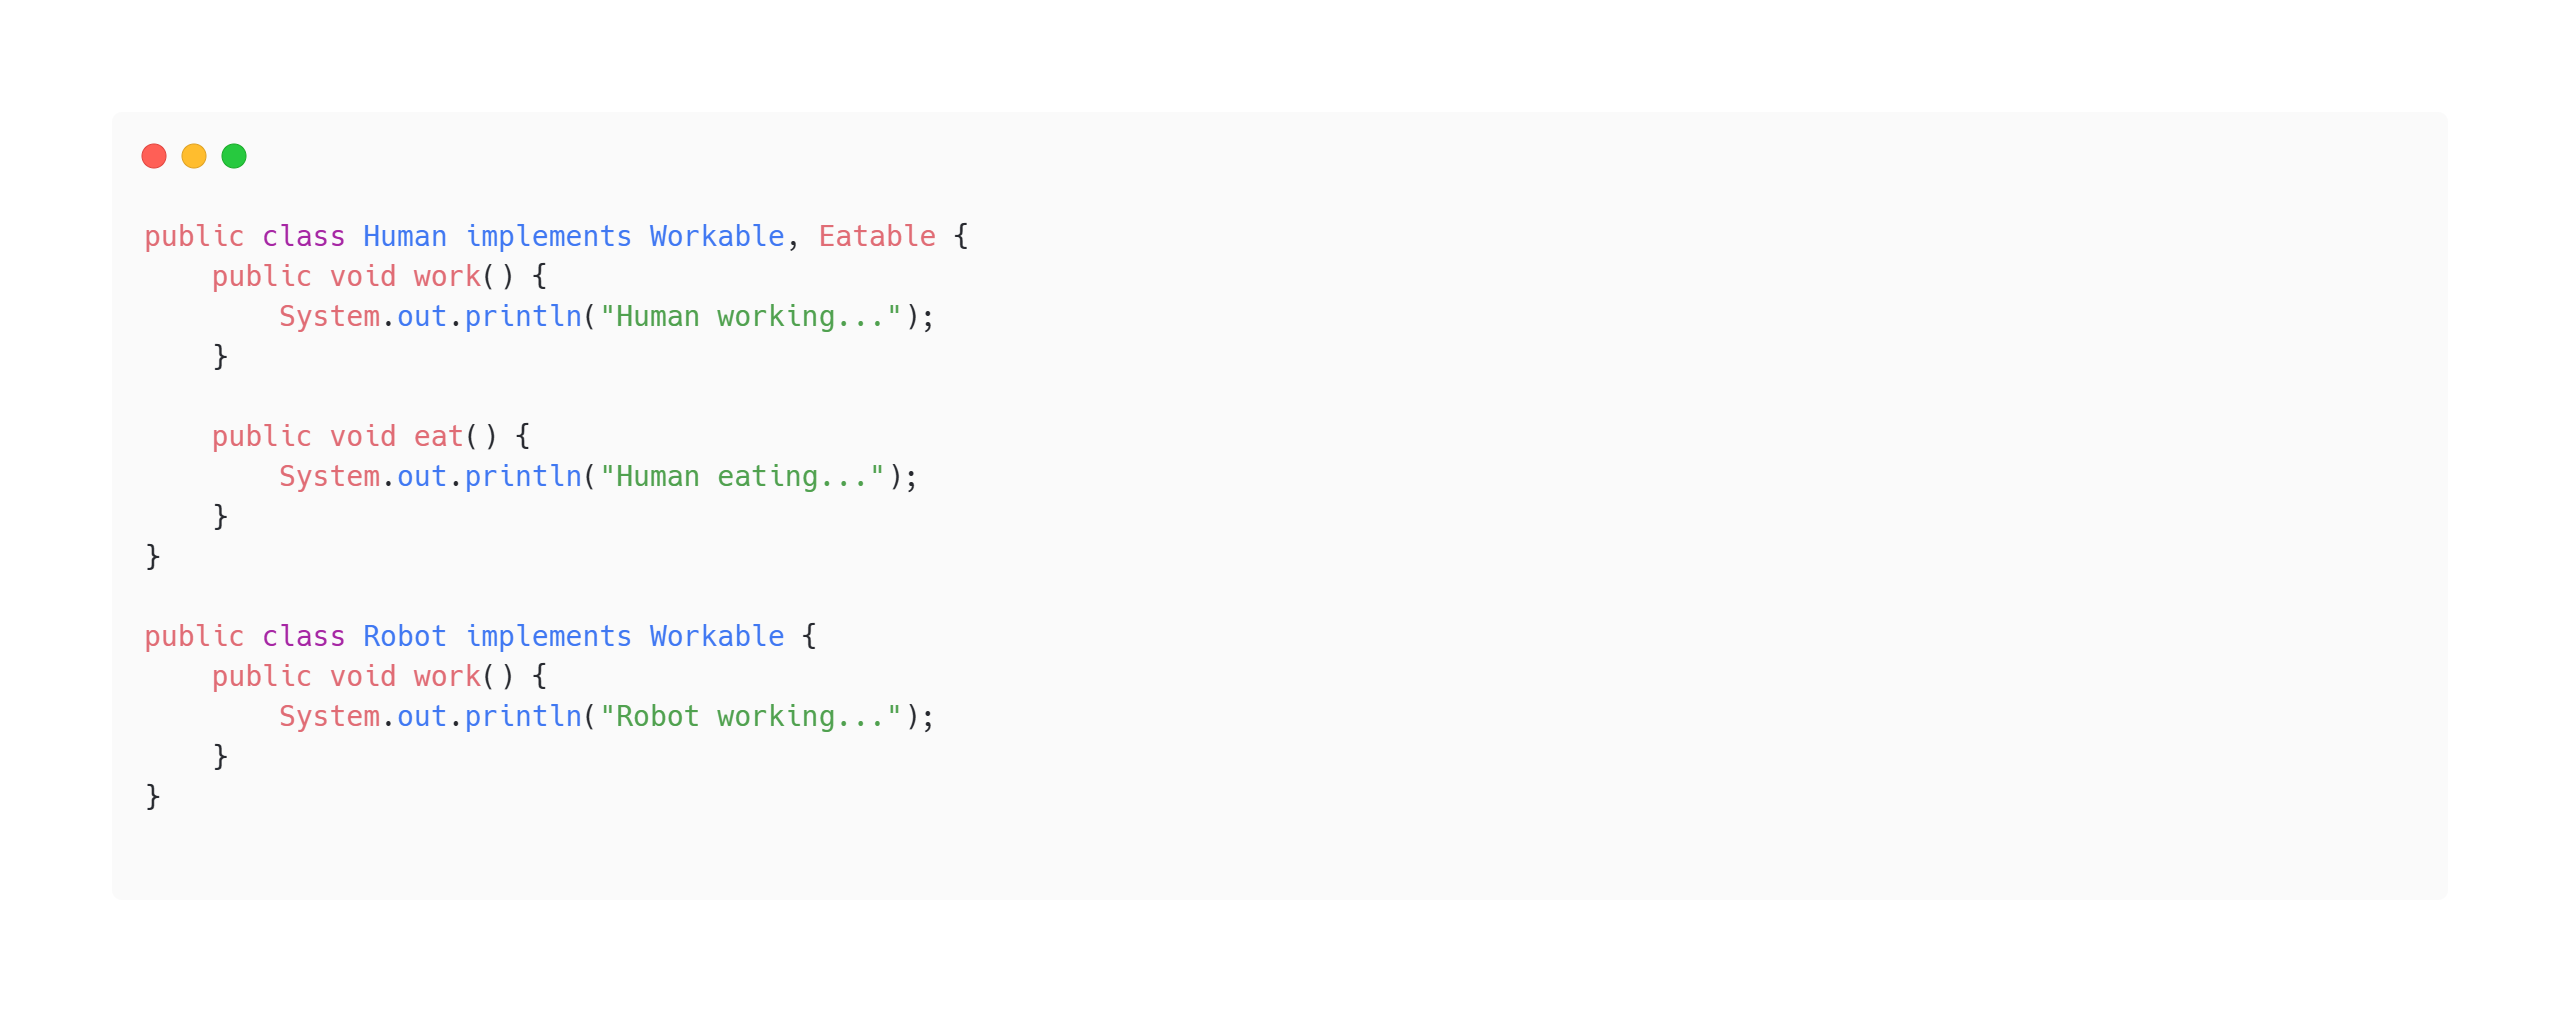 public class Human implements Workable, Eatable {
    public void work() {
        System.out.println("Human working...");
    }

    public void eat() {
        System.out.println("Human eating...");
    }
}

public class Robot implements Workable {
    public void work() {
        System.out.println("Robot working...");
    }
}